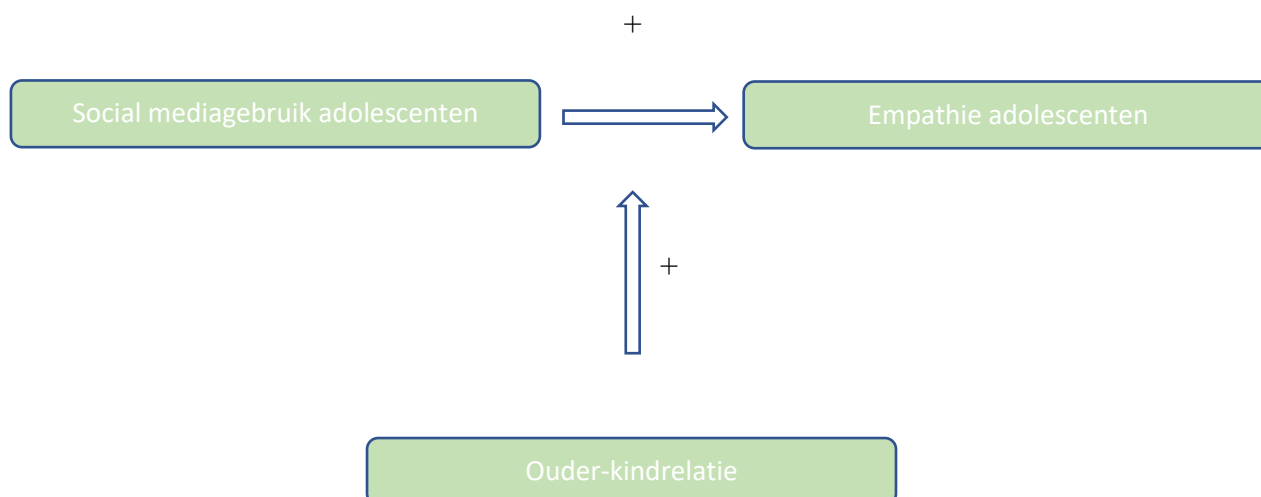 +
Social mediagebruik adolescenten
Empathie adolescenten
+
Ouder-kindrelatie